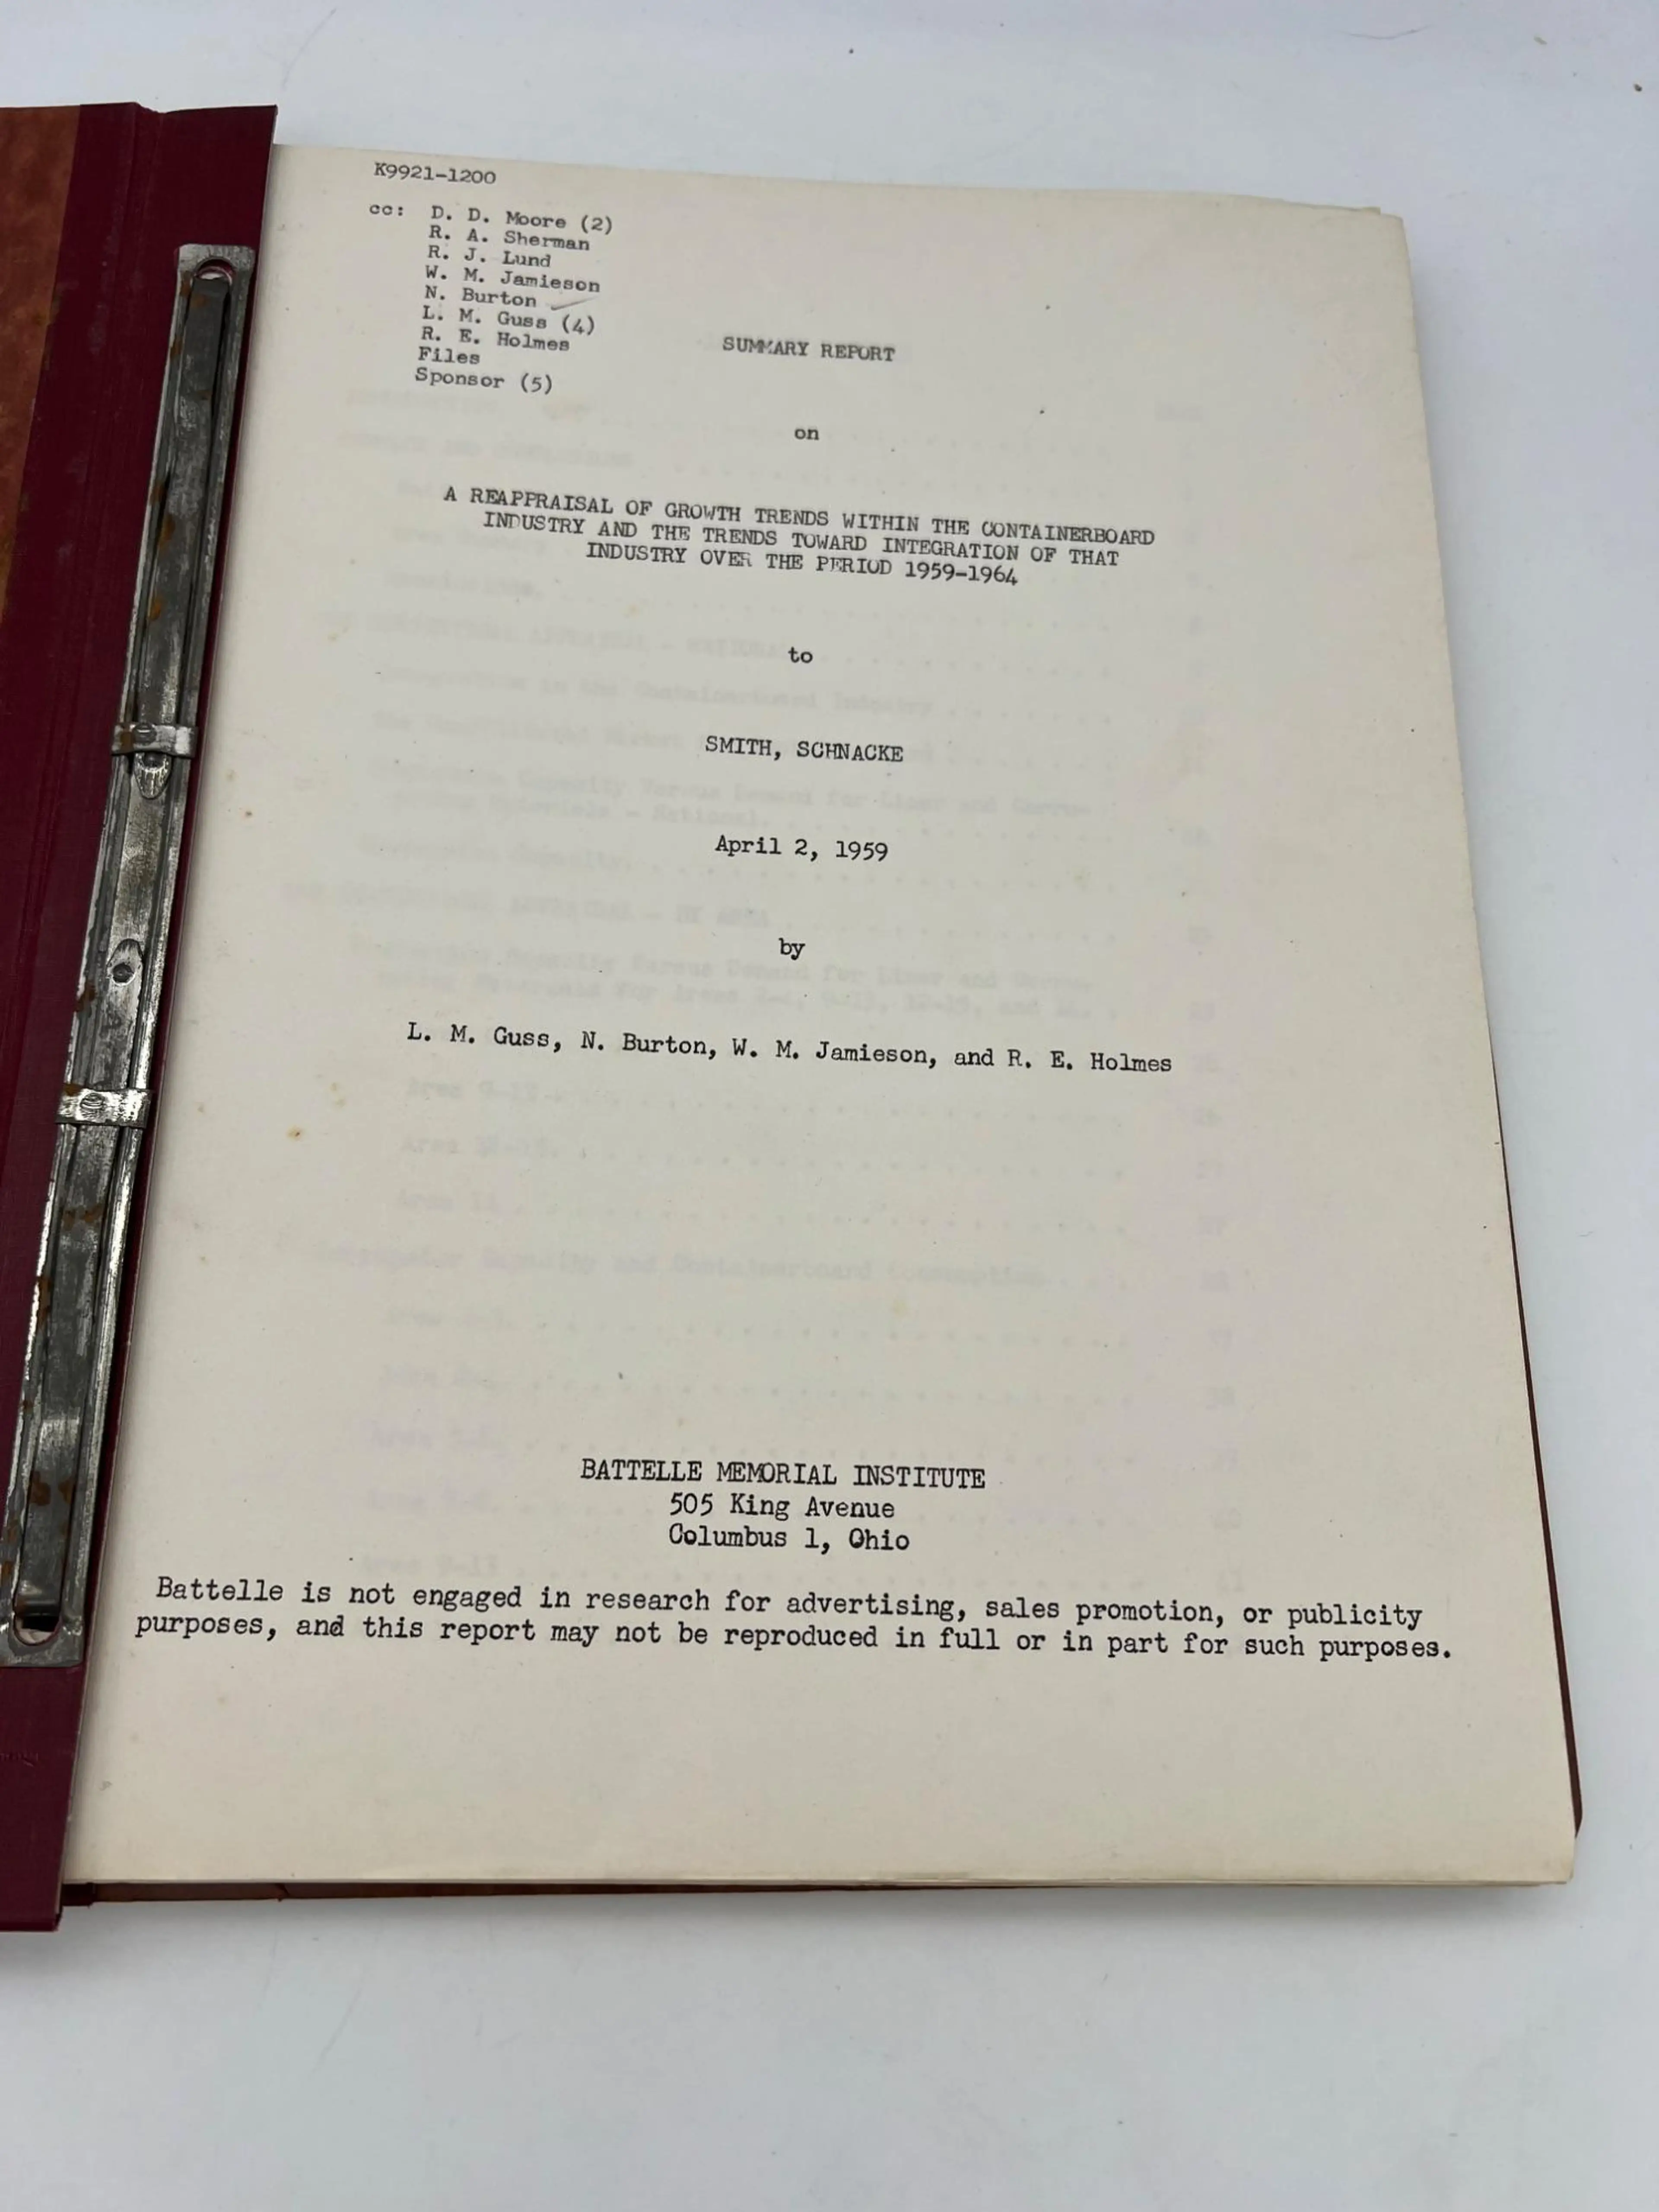 K9921-1200
cc: D. D. Moore (2)
R. A. Sherman
R. J. Lund
W. M. Jamieson
N. Burton
L. M. Guss (4)
R. E. Holmes
Files
Sponsor (5)
SUMMARY REPORT
on
A REAPPRAISAL OF GROWTH TRENDS WITHIN THE CONTAINERBOARD
INDUSTRY AND THE TRENDS TOWARD INTEGRATION OF THAT
INDUSTRY OVER THE PERIOD 1959-1964
to
SMITH, SCHNACKE
April 2, 1959
by
L. M. Guss, N. Burton, W. M. Jamieson, and R. E. Holmes
BATTELLE MEMORIAL INSTITUTE
505 King Avenue
Columbus 1, Ohio
Battelle is not engaged in research for advertising, sales promotion, or publicity
purposes, and this report may not be reproduced in full or in part for such purposes.